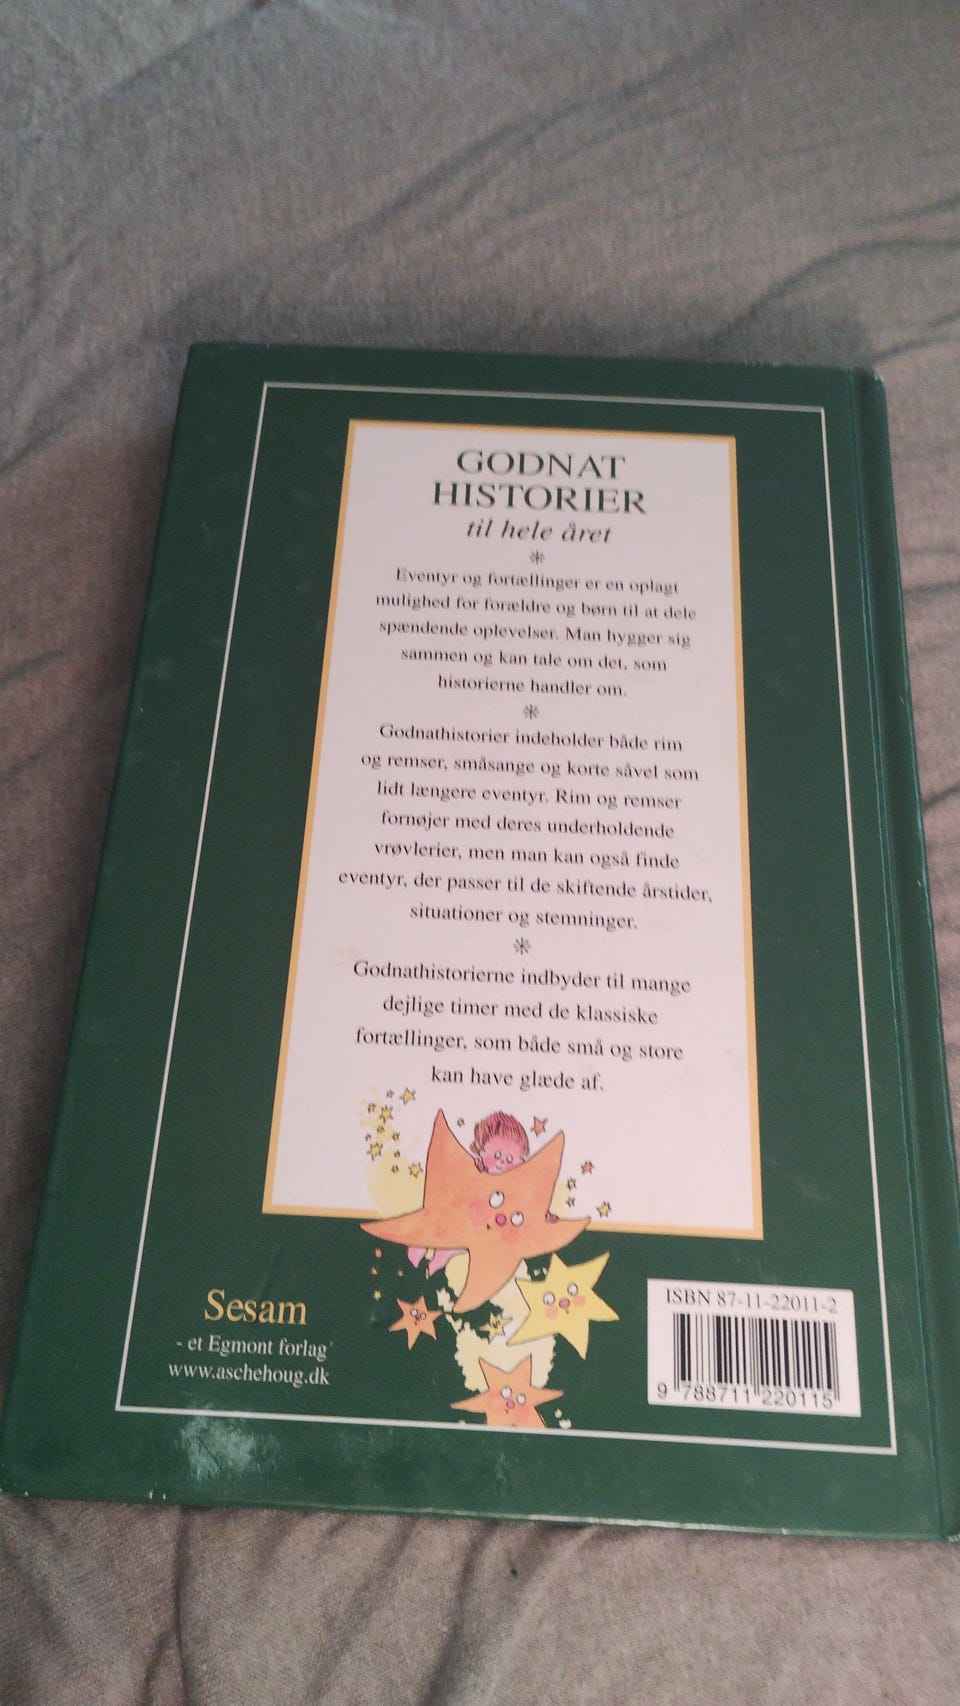 GODNAT
HISTORIER
til hele året
Eventyr og fortællinger er en oplagt
mulighed for forældre og børn til at dele
spændende oplevelser. Man hygger sig
sammen og kan tale om det, som
historierne handler om.
Godnathistorier indeholder både rim
og remser, småsange og korte såvel som
lidt længere eventyr. Rim og remser
fornøjer med deres underholdende
vrøvlerier, men man kan også finde
eventyr, der passer til de skiftende årstider,
situationer og stemninger.
Godnathistorierne indbyder til mange
dejlige timer med de klassiske
fortællinger, som både små og store
kan have glæde af.
Sesam
- et Egmont forlag
www.aschehoug.dk
ISBN 87-11-22011-2
9 788711 220115